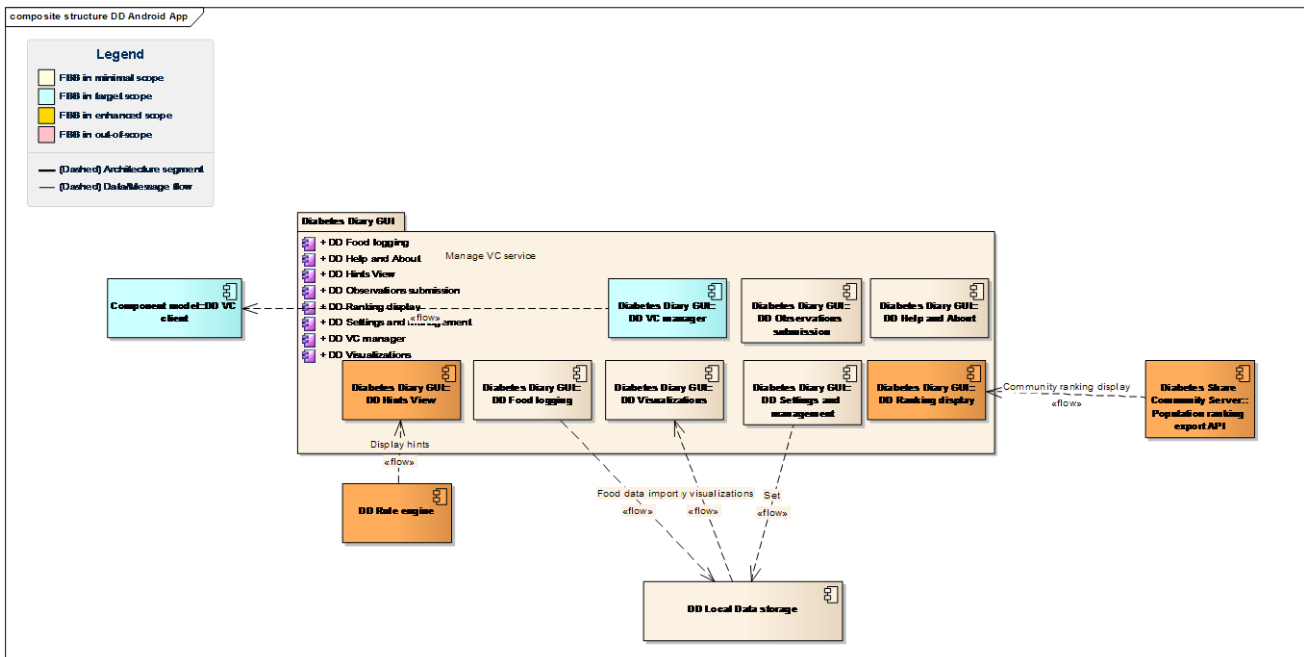 composite structure DD Android App
Legend
FBB in minimal scope
FBB in target scope
FBB in enhanced scope
FBB in out-of-scope
(Dashed) Architecture segment
(Dashed) Data/Message flow
Diabetes Diary GUI
+ DD Food logging
+ DD Help and About
+ DD Hints View
+ DD Observations submission
+ DD Ranking display
+ DD Settings and management
+ DD VC manager
+ DD Visualizations
Manage VC service
«flow»
Component model::DD VC
client
Diabetes Diary GUI::
DD VC manager
Diabetes Diary GUI::
DD Observations
submission
Diabetes Diary GUI::
DD Help and About
Diabetes Diary GUI::
DD Hints View
Diabetes Diary GUI::
DD Food logging
Diabetes Diary GUI::
DD Visualizations
Diabetes Diary GUI::
DD Settings and
management
Diabetes Diary GUI::
DD Ranking display
Community ranking display
«flow»
Diabetes Share
Community Server::
Population ranking
export API
Display hints
«flow»
DD Rule engine
Food data import
«flow»
visualizations
«flow»
Set
«flow»
DD Local Data storage